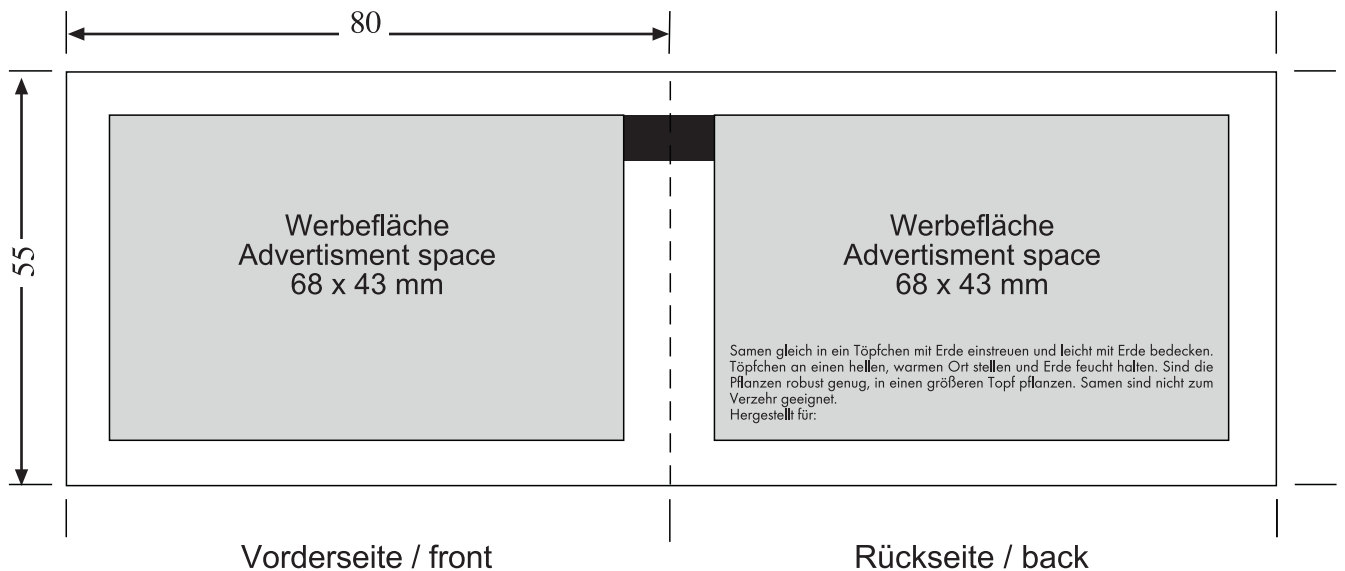 80
55
Werbefläche
Advertisment space
68 x 43 mm
Werbefläche
Advertisment space
68 x 43 mm
Samen gleich in ein Töpfchen mit Erde einstreuen und leicht mit Erde bedecken.
Töpfchen an einen hellen, warmen Ort stellen und Erde feucht halten. Sind die
Pflanzen robust genug, in einen größeren Topf pflanzen. Samen sind nicht zum
Verzehr geeignet.
Hergestellt für:
Vorderseite / front
Rückseite / back